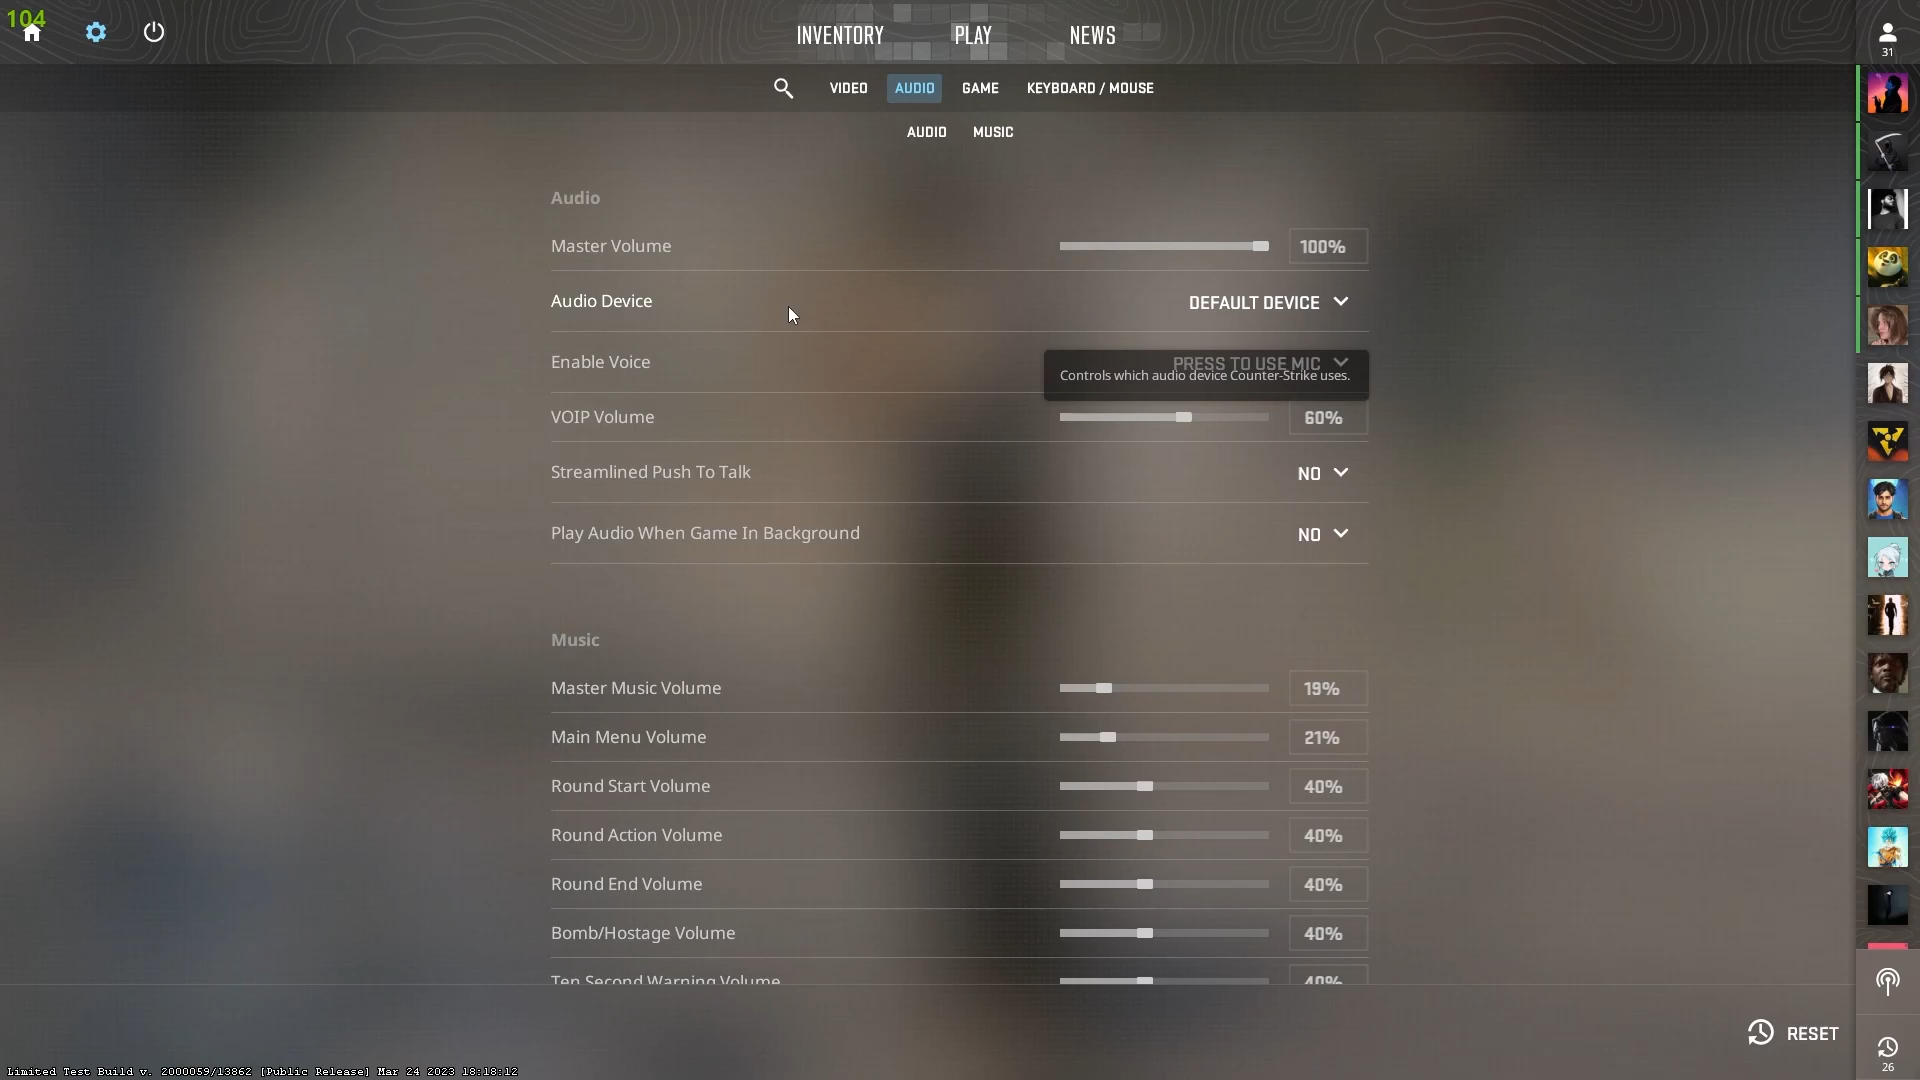 104
INVENTORY
PLAY
NEWS
31
VIDEO
AUDIO
GAME
KEYBOARD / MOUSE
AUDIO
MUSIC
Audio
Master Volume
100%
Audio Device
DEFAULT DEVICE
Enable Voice
PRESS TO USE MIC
Controls which audio device Counter-Strike uses.
VOIP Volume
60%
Streamlined Push To Talk
NO
Play Audio When Game In Background
NO
Music
Master Music Volume
19%
Main Menu Volume
21%
Round Start Volume
40%
Round Action Volume
40%
Round End Volume
40%
Bomb/Hostage Volume
40%
Ten Second Warning Volume
40%
RESET
26
Limited Test Build v. 2000059/13862 [Public Release] Mar 24 2023 18:18:12